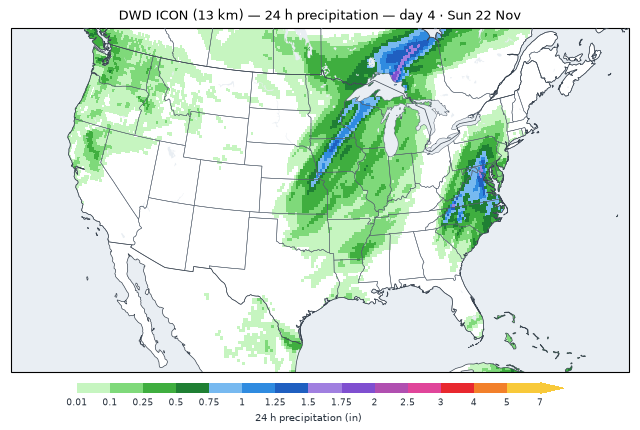 DWD ICON (13 km) — 24 h precipitation — day 4 · Sun 22 Nov
0.01 0.1 0.25 0.5 0.75 1 1.25 1.5 1.75 2 2.5 3 4 5 7
24 h precipitation (in)